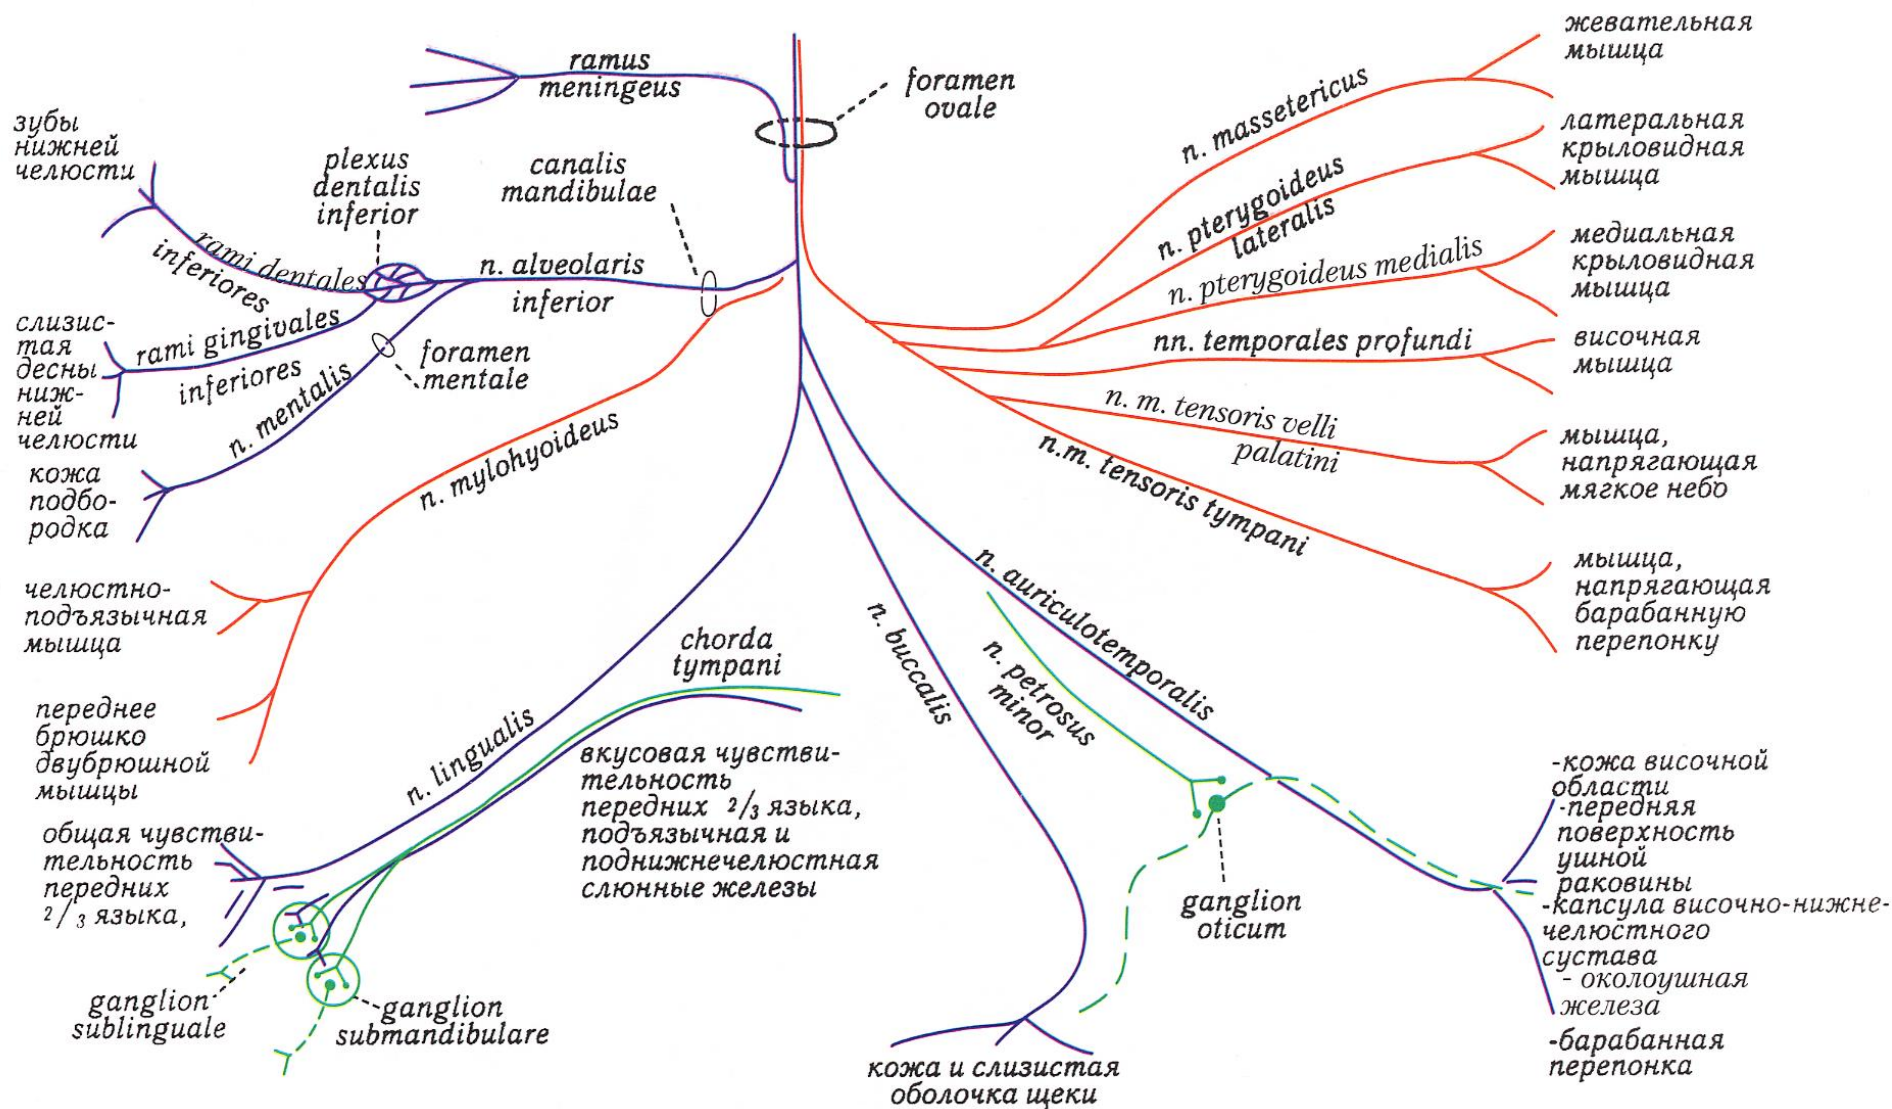 ramus
meningeus
foramen
ovale
зубы
нижней
челюсти
plexus
dentalis
inferior
canalis
mandibulae
rami dentales
inferiores
n. alveolaris
inferior
слизис-
тая
десны
ниж-
ней
челюсти
rami gingivales
inferiores
foramen
mentale
n. mentalis
кожа
подбо-
родка
n. mylohyoideus
челюстно-
подъязычная
мышца
переднее
брюшко
двубрюшной
мышцы
n. massetericus
жевательная
мышца
n. pterygoideus
lateralis
латеральная
крыловидная
мышца
n. pterygoideus medialis
медиальная
крыловидная
мышца
nn. temporales profundi
височная
мышца
n. m. tensoris velli
palatini
мышца,
напрягающая
мягкое небо
n.m. tensoris tympani
мышца,
напрягающая
барабанную
перепонку
n. lingualis
chorda
tympani
общая чувстви-
тельность
передних
2/3 языка,
вкусовая чувстви-
тельность
передних 2/3 языка,
подъязычная и
поднижнечелюстная
слюнные железы
ganglion
sublinguale
ganglion
submandibulare
n. buccalis
кожа и слизистая
оболочка щеки
n. auriculotemporalis
n. petrosus
minor
ganglion
oticum
-кожа височной
области
-передняя
поверхность
ушной
раковины
-капсула височно-нижне-
челюстного
сустава
- околоушная
железа
-барабанная
перепонка